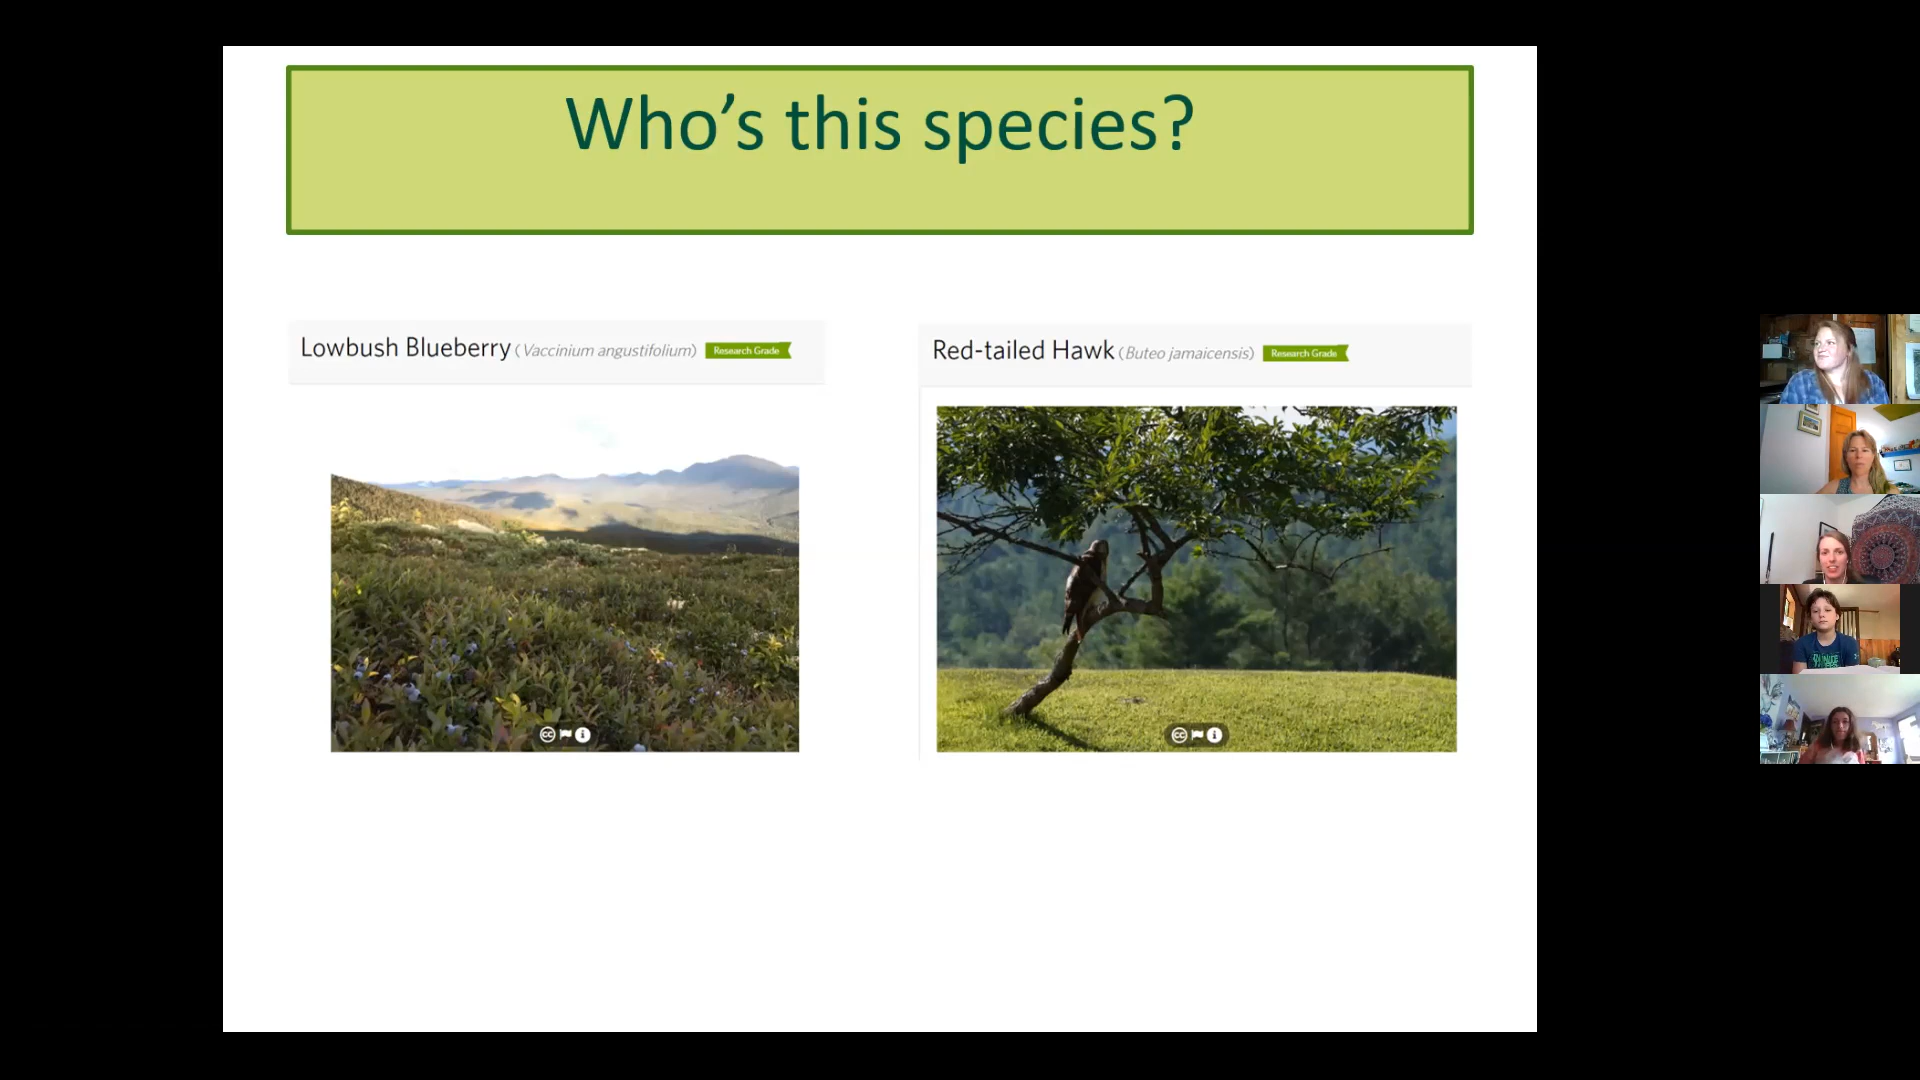 Who's this species?
Lowbush Blueberry (Vaccinium angustifolium) Research Grade
Red-tailed Hawk (Buteo jamaicensis) Research Grade